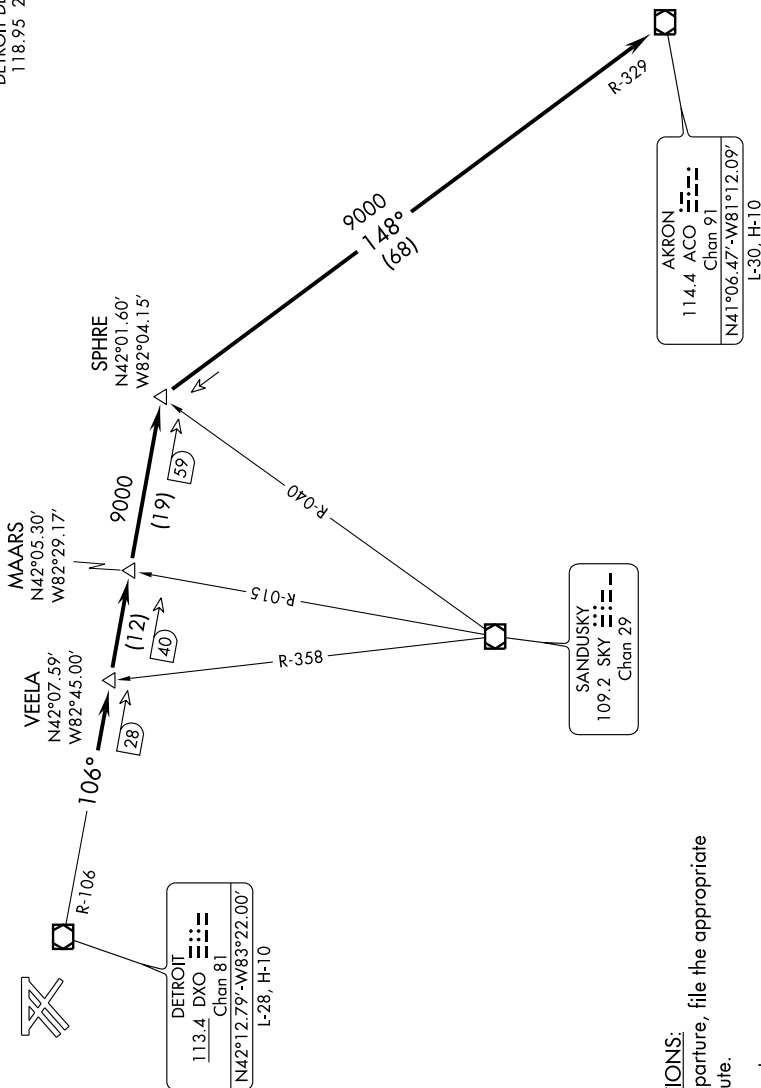 DETROIT
118.95 2
SPHRE
N42°01.60'
W82°04.15'
MAARS
N42°05.30'
W82°29.17'
VEELA
N42°07.59'
W82°45.00'
R-106
106°
28
(12)
40
9000
(19)
59
9000
148°
(68)
R-329
R-358
R-015
R-040
DETROIT
113.4 DXO
Chan 81
N42°12.79'-W83°22.00'
L-28, H-10
SANDUSKY
109.2 SKY
Chan 29
AKRON
114.4 ACO
Chan 91
N41°06.47'-W81°12.09'
L-30, H-10
IONS:
parture, file the appropriate
ute.